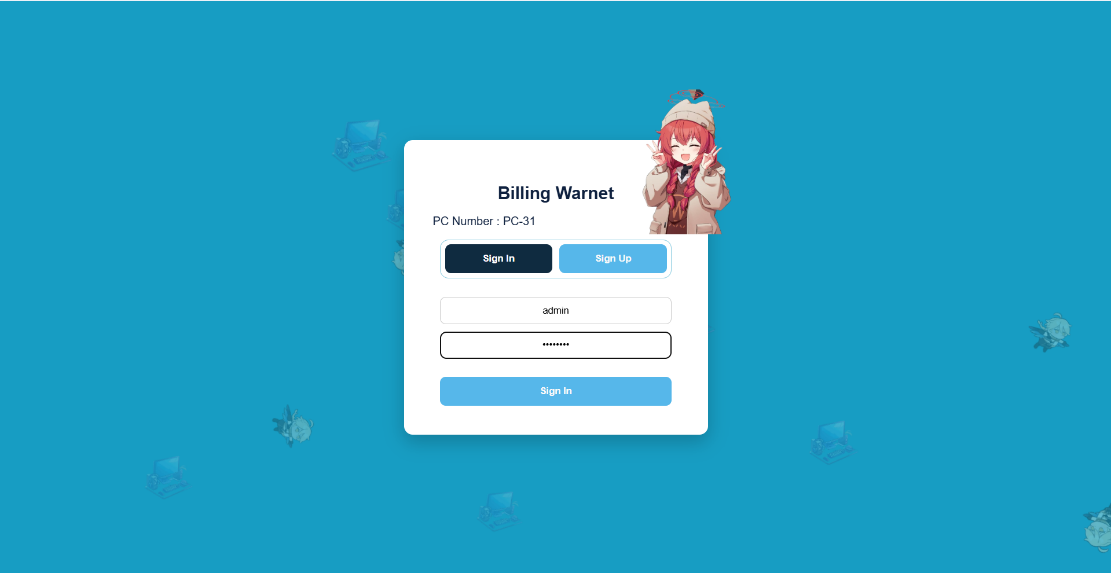 Billing Warnet
PC Number : PC-31
Sign In Sign Up
admin
••••••••
Sign In